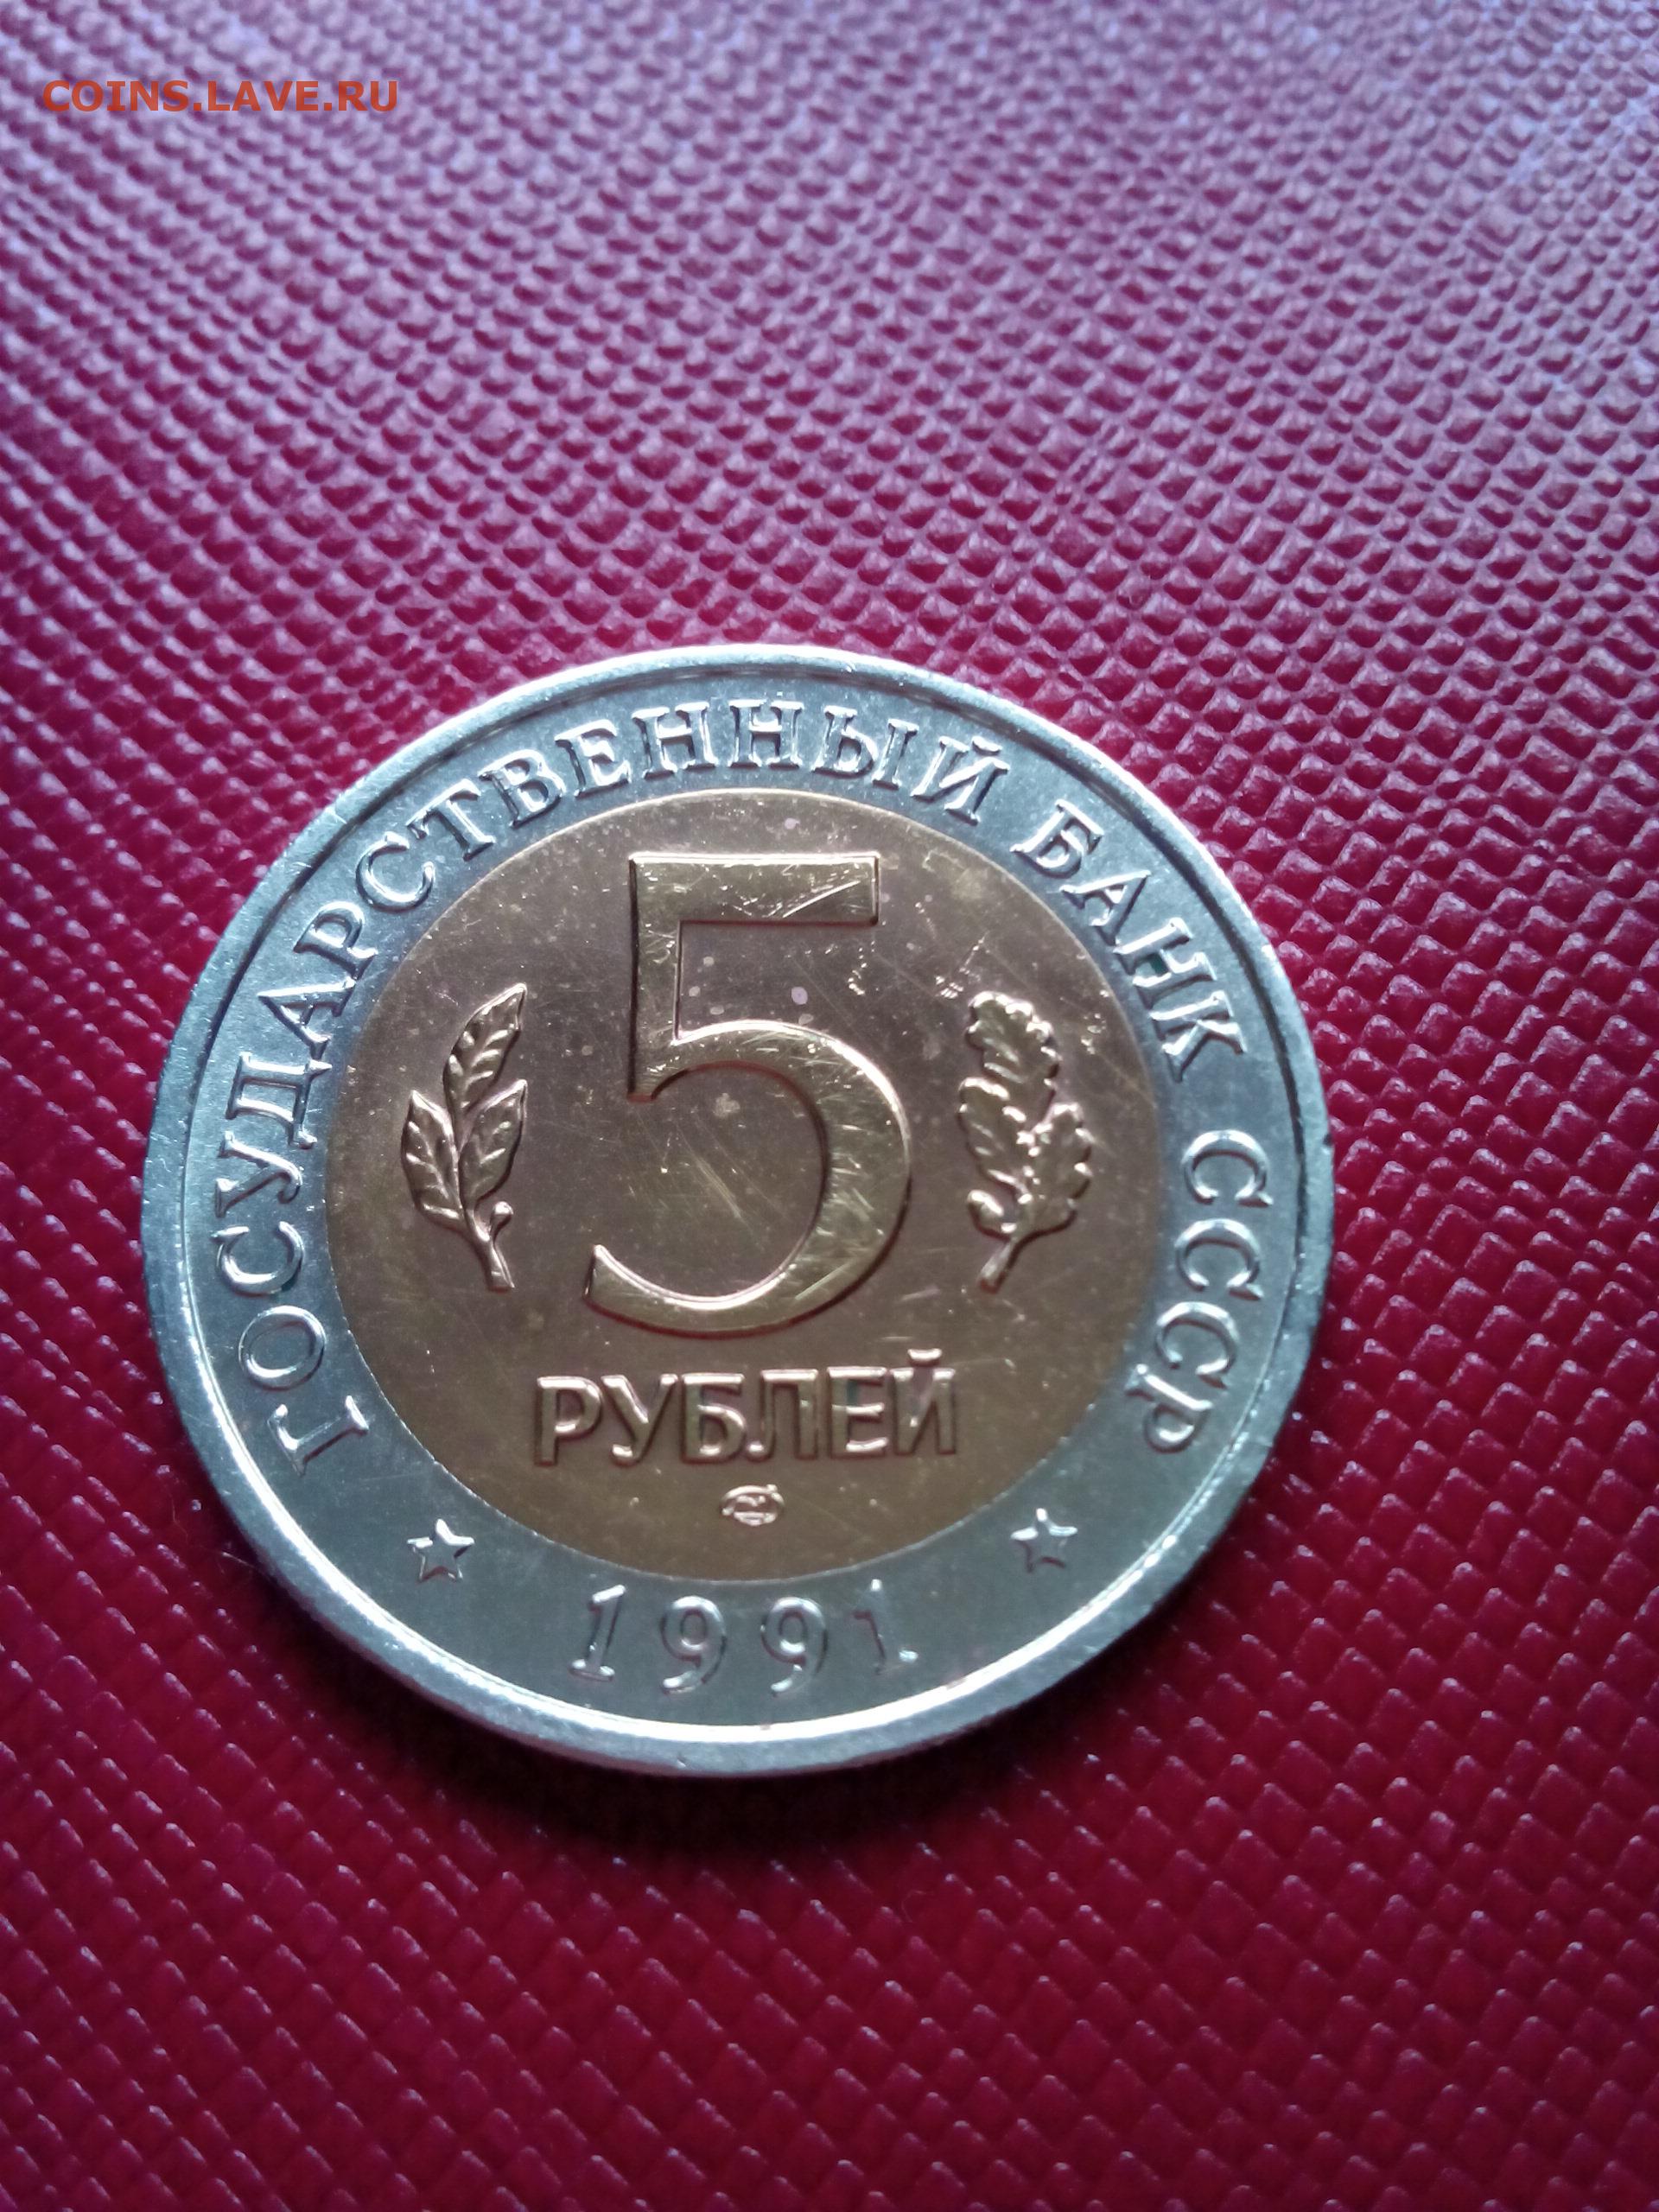 COINS.LAVE.RU
ГОСУДАРСТВЕННЫЙ БАНК СССР
5
РУБЛЕЙ
1991